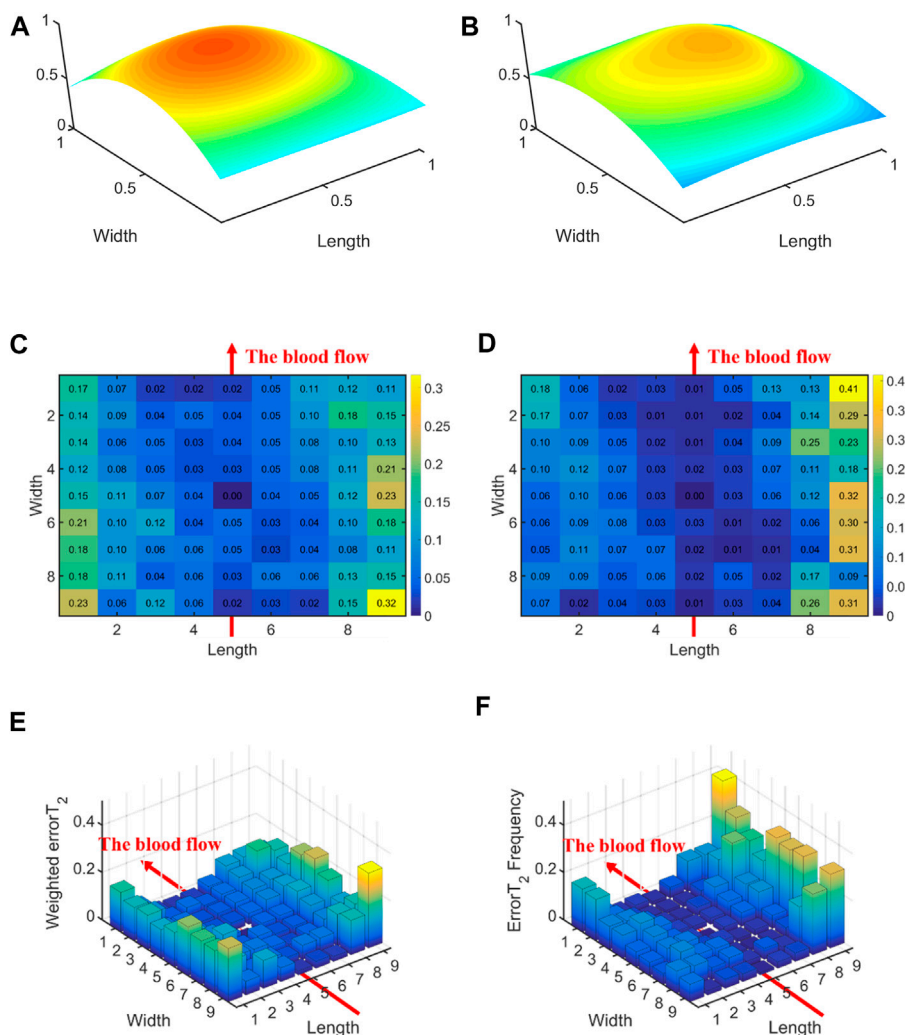 A
1
0.5
0
1
0.5
Width
0.5
1
Length
B
1
0.5
0
1
0.5
Width
0.5
1
Length
C
The blood flow
0.17 0.07 0.02 0.02 0.02 0.05 0.11 0.12 0.11
0.14 0.09 0.04 0.05 0.04 0.05 0.10 0.18 0.15
0.14 0.06 0.05 0.03 0.04 0.05 0.08 0.10 0.13
0.12 0.08 0.06 0.03 0.03 0.05 0.08 0.11 0.21
0.15 0.11 0.07 0.04 0.00 0.04 0.05 0.12 0.23
0.21 0.10 0.12 0.04 0.05 0.03 0.04 0.10 0.18
0.18 0.10 0.06 0.06 0.05 0.03 0.04 0.08 0.11
0.18 0.11 0.04 0.06 0.03 0.06 0.06 0.13 0.15
0.23 0.06 0.12 0.06 0.02 0.03 0.02 0.15 0.32
2
4
6
8
Width
2 4 6 8
Length
0.3
0.25
0.2
0.15
0.1
0.05
0
D
The blood flow
0.18 0.06 0.02 0.03 0.01 0.05 0.13 0.13 0.41
0.17 0.07 0.03 0.01 0.01 0.02 0.04 0.14 0.29
0.10 0.09 0.05 0.02 0.01 0.04 0.09 0.25 0.23
0.10 0.12 0.07 0.03 0.02 0.03 0.06 0.11 0.18
0.06 0.10 0.06 0.03 0.00 0.03 0.06 0.12 0.32
0.06 0.09 0.08 0.03 0.03 0.01 0.02 0.06 0.30
0.05 0.11 0.07 0.07 0.02 0.01 0.01 0.04 0.31
0.09 0.09 0.05 0.04 0.02 0.02 0.05 0.17 0.09
0.07 0.02 0.04 0.03 0.01 0.03 0.04 0.26 0.31
2
4
6
8
Width
2 4 6 8
Length
0.4
0.3
0.3
0.2
0.2
0.1
0.1
0.0
0
E
0.4
0.2
0
Weighted errorT2
The blood flow
1 2 3 4 5 6 7 8 9
Width
1 2 3 4 5 6 7 8 9
Length
F
0.4
0.2
0
ErrorT2 Frequency
The blood flow
1 2 3 4 5 6 7 8 9
Width
1 2 3 4 5 6 7 8 9
Length